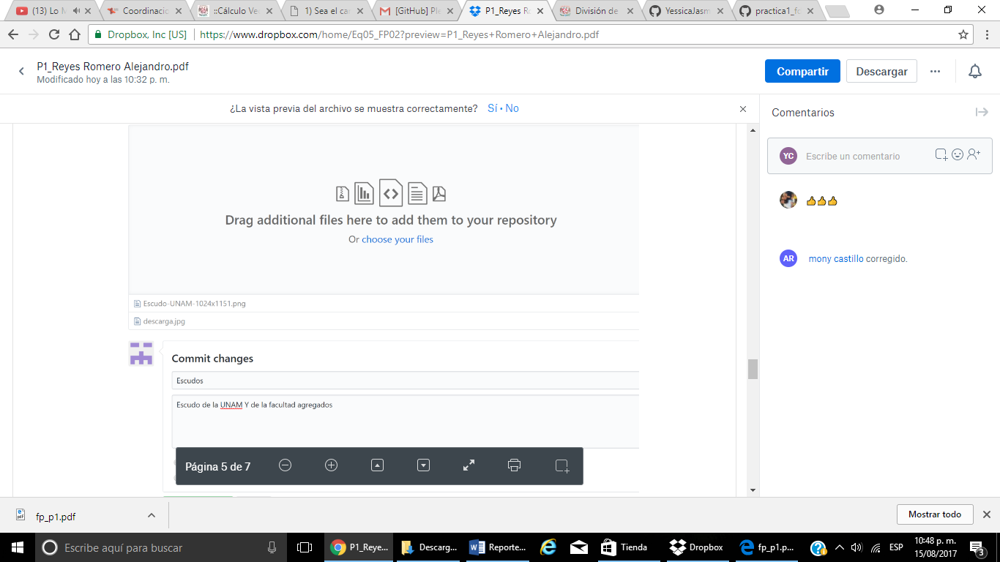 (13) Lo M
Coordinacio
::Cálculo Vec
1) Sea el car
[GitHub] Ple
P1_Reyes Ro
División de
YessicaJasm
practica1_fo
Dropbox, Inc [US]
https://www.dropbox.com/home/Eq05_FP02?preview=P1_Reyes+Romero+Alejandro.pdf
P1_Reyes Romero Alejandro.pdf
Modificado hoy a las 10:32 p. m.
Compartir
Descargar
¿La vista previa del archivo se muestra correctamente? Sí • No
Comentarios
YC
Escribe un comentario
👍👍👍
AR
mony castillo corregido.
Drag additional files here to add them to your repository
Or choose your files
Escudo-UNAM-1024x1151.png
descarga.jpg
Commit changes
Escudos
Escudo de la UNAM Y de la facultad agregados
Página 5 de 7
fp_p1.pdf
Mostrar todo
Escribe aquí para buscar
P1_Reye...
Descarg...
Reporte...
Tienda
Dropbox
fp_p1.p...
ESP
10:48 p. m.
15/08/2017
3